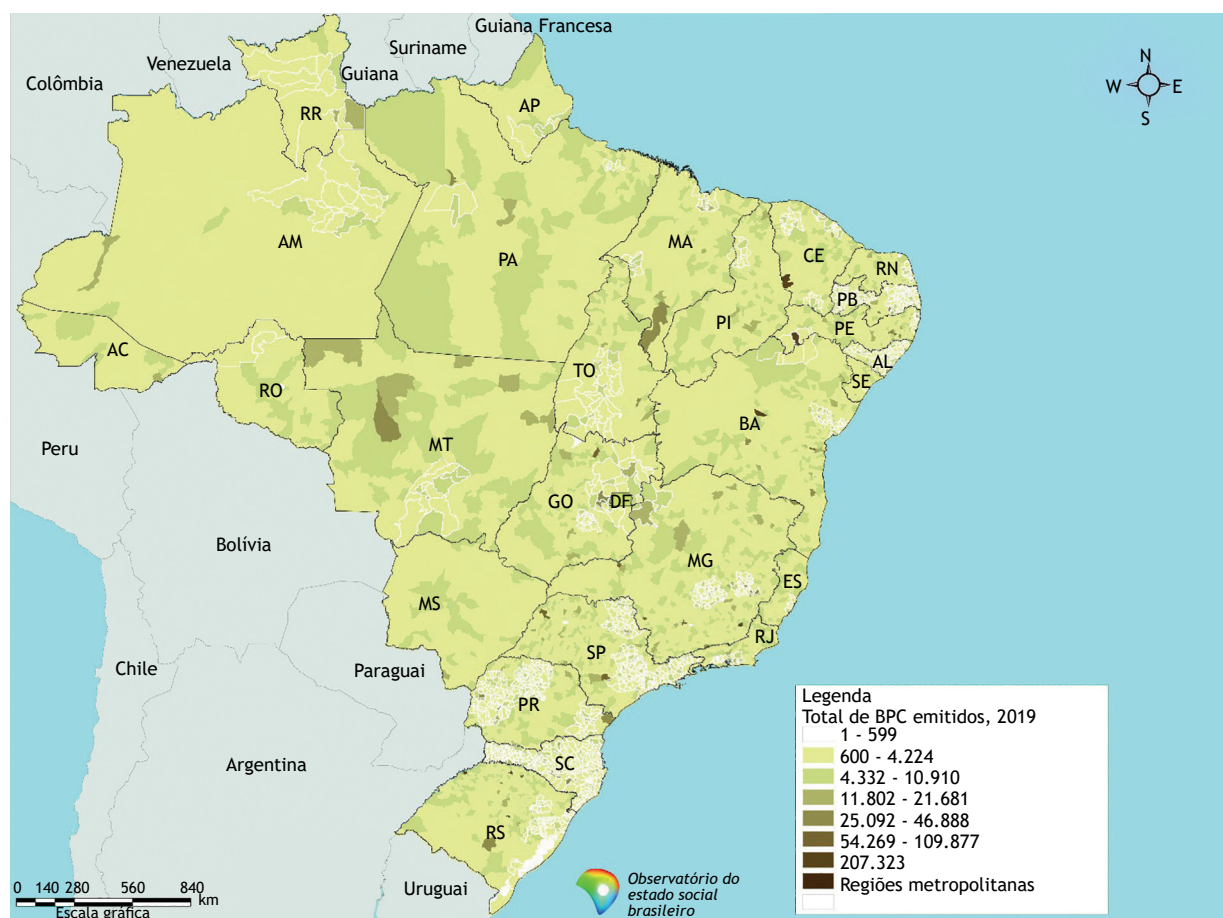 Guiana Francesa
Suriname
Venezuela
Guiana
Colômbia
N
W E
S
RR
AP
AM
PA
MA
CE
RN
PB
PI
PE
AC
TO
AL
SE
RO
BA
MT
Peru
GO
DF
Bolívia
MG
ES
MS
RJ
SP
Chile
Paraguai
PR
Argentina
SC
RS
Uruguai
Legenda
Total de BPC emitidos, 2019
1 - 599
600 - 4.224
4.332 - 10.910
11.802 - 21.681
25.092 - 46.888
54.269 - 109.877
207.323
Regiões metropolitanas
0 140 280 560 840
km
Escala gráfica
Observatório do
estado social
brasileiro